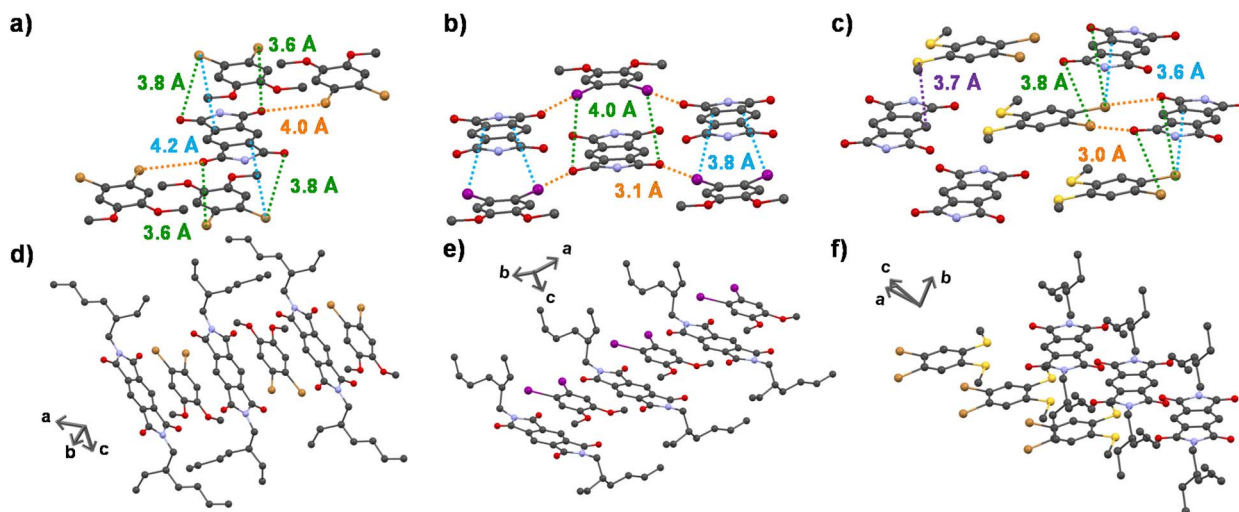 a)
3.6 Å
3.8 Å
4.2 Å
4.0 Å
3.8 Å
3.6 Å
b)
4.0 Å
3.8 Å
3.1 Å
c)
3.7 Å
3.8 Å
3.6 Å
3.0 Å
d)
a
b
c
e)
a
b
c
f)
c
b
a